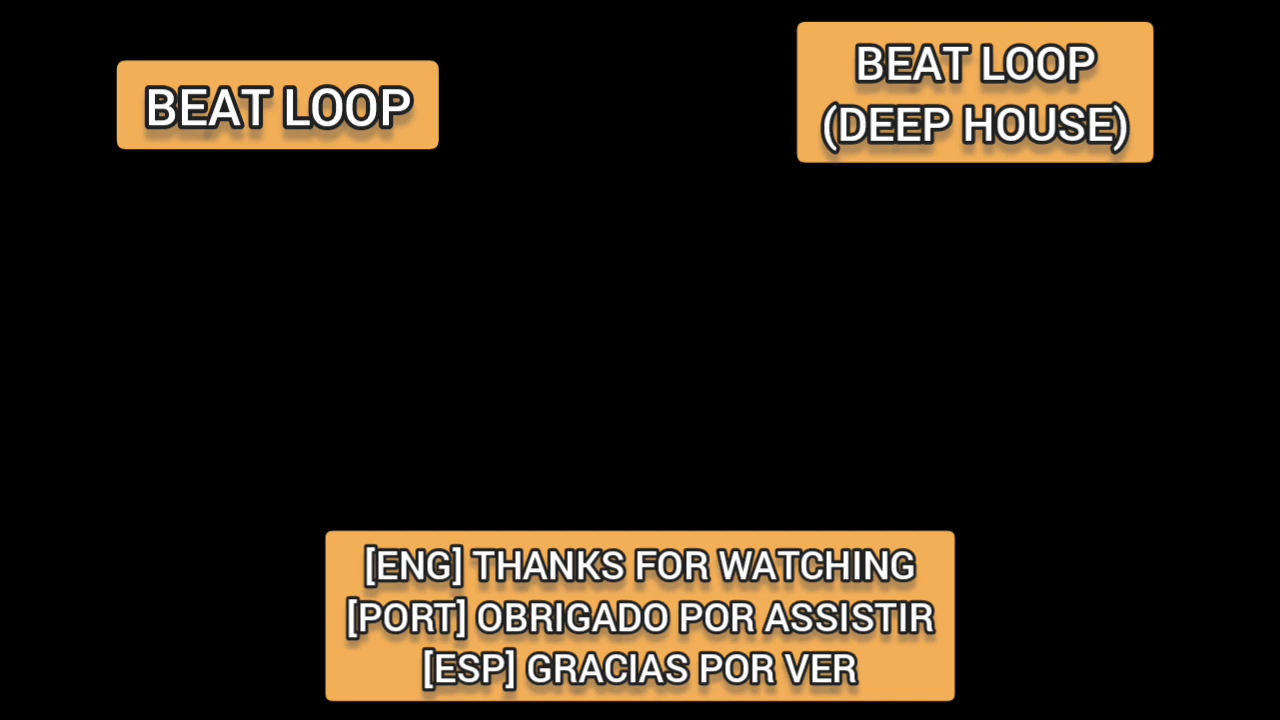 BEAT LOOP
BEAT LOOP
(DEEP HOUSE)
[ENG] THANKS FOR WATCHING
[PORT] OBRIGADO POR ASSISTIR
[ESP] GRACIAS POR VER